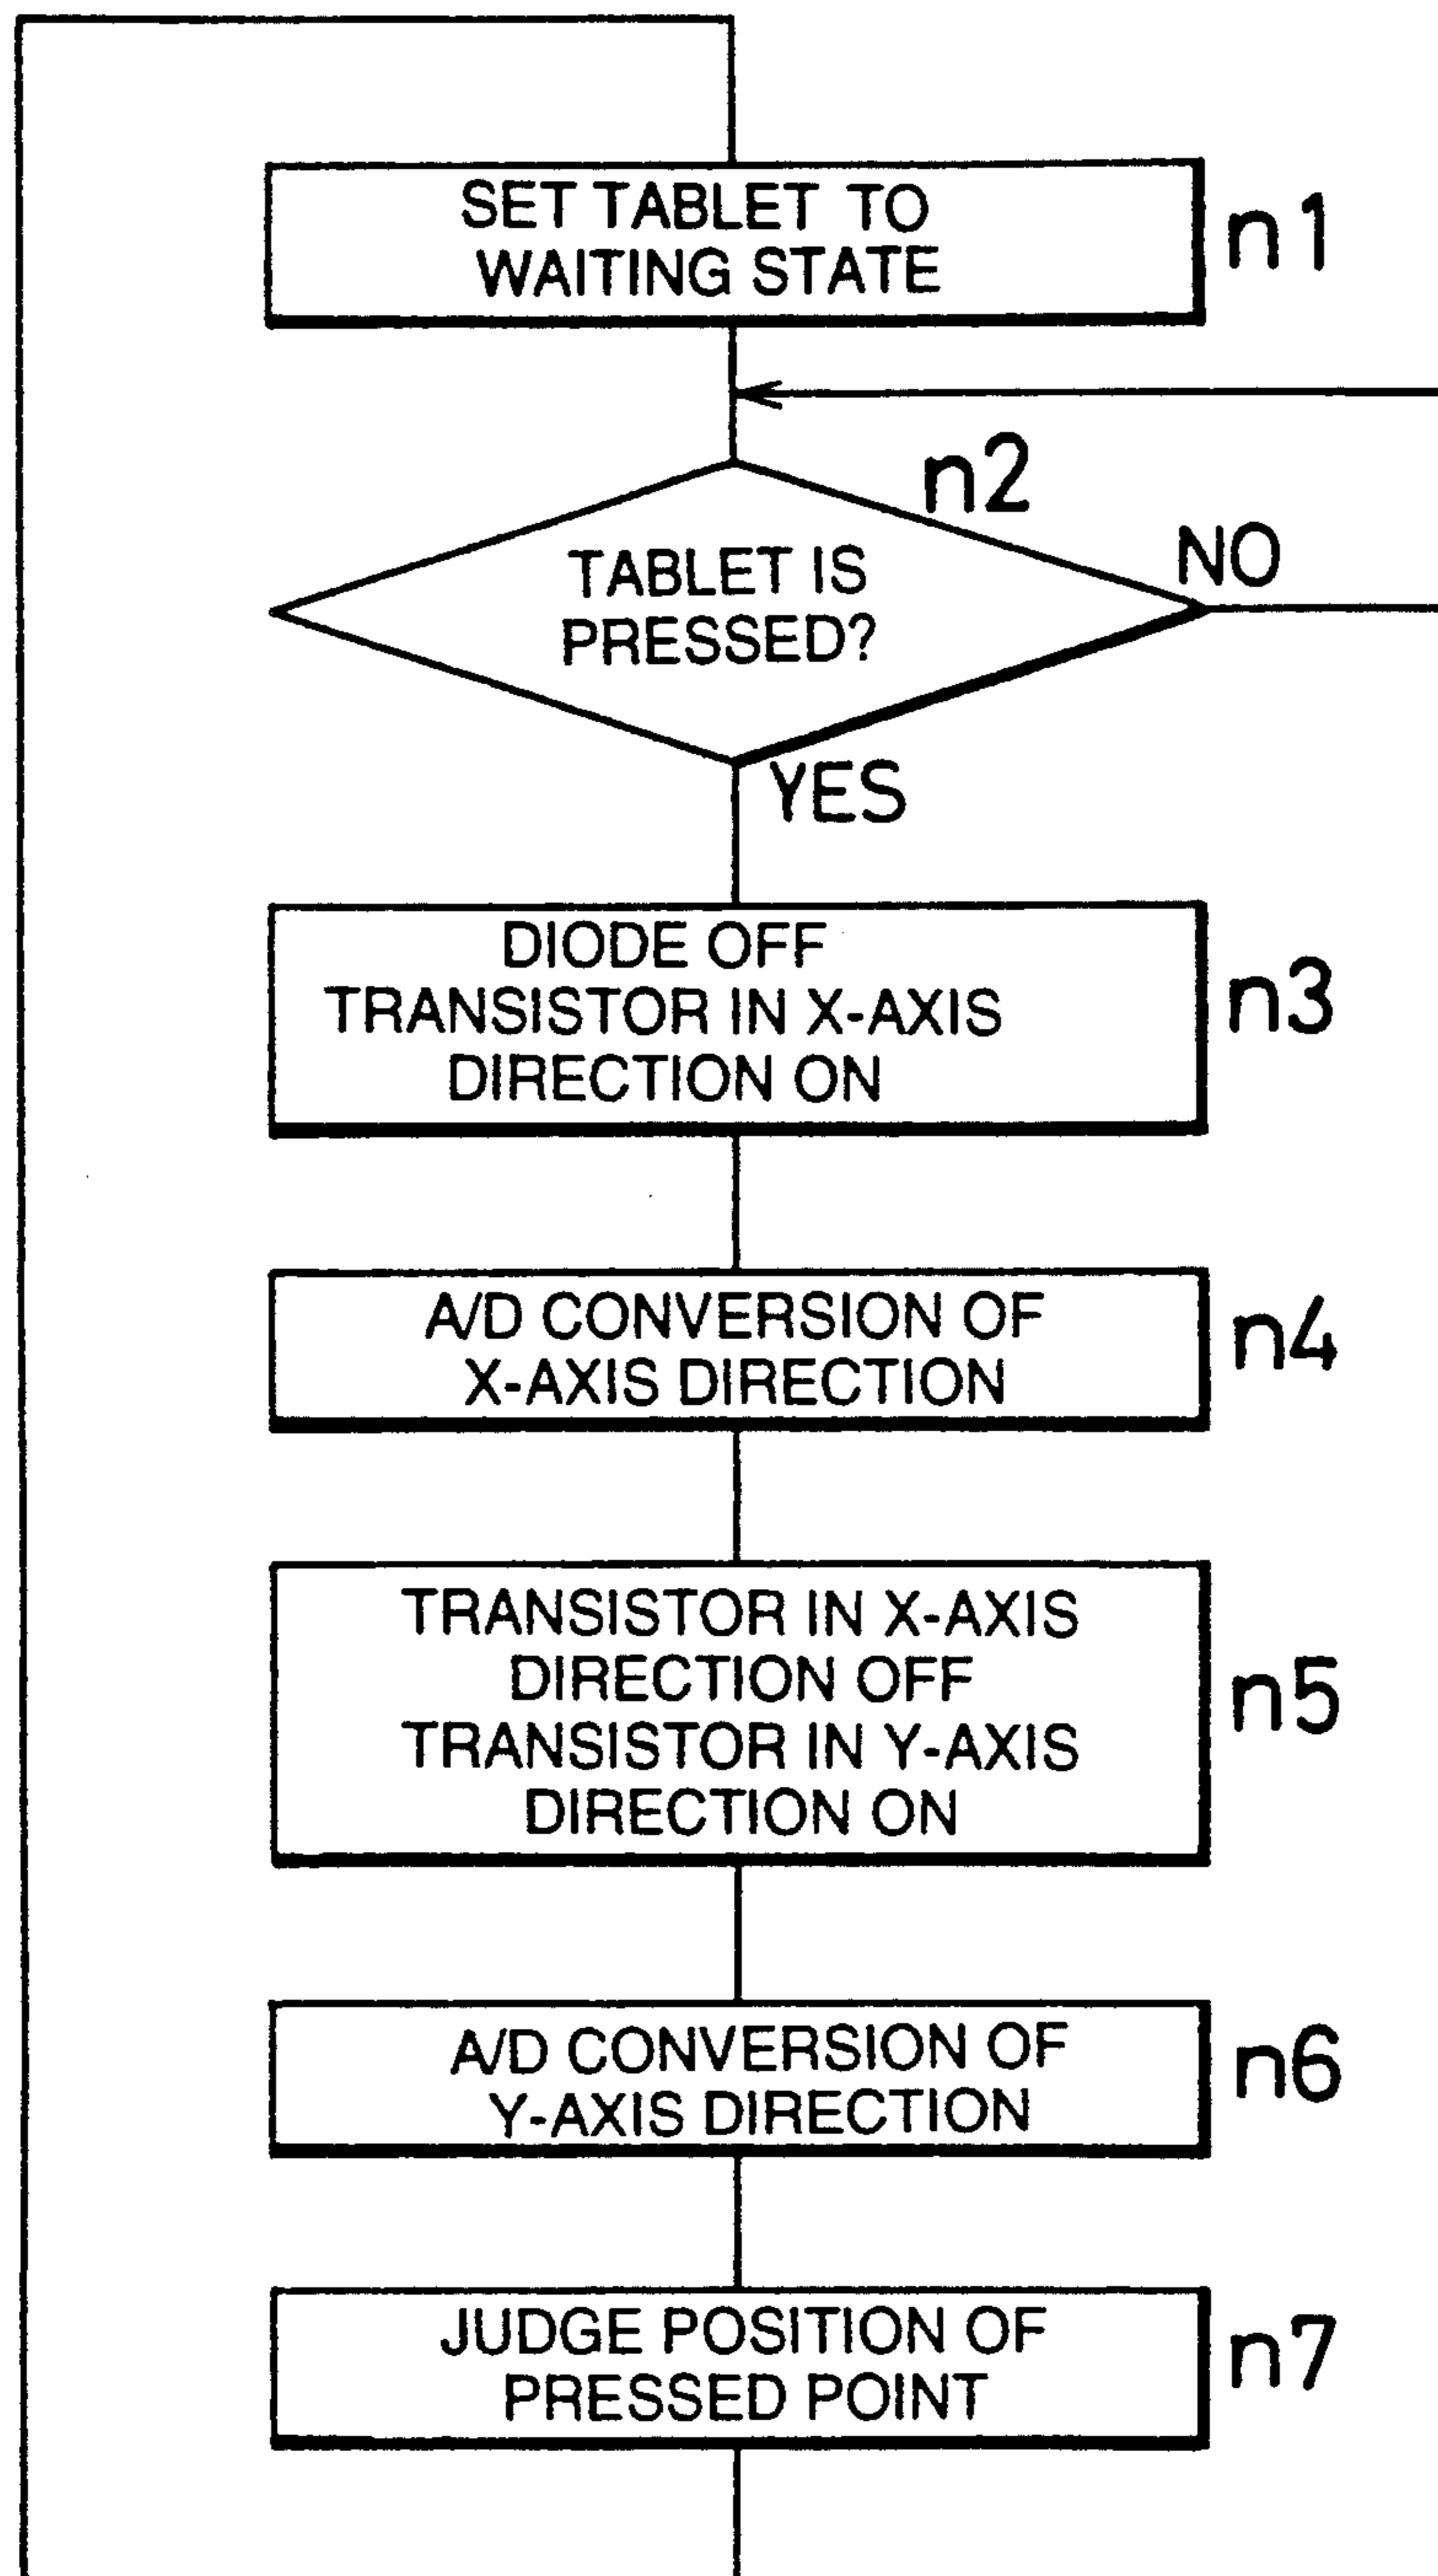 SET TABLET TO
WAITING STATE
n1
n2
TABLET IS
PRESSED?
NO
YES
DIODE OFF
TRANSISTOR IN X-AXIS
DIRECTION ON
n3
A/D CONVERSION OF
X-AXIS DIRECTION
n4
TRANSISTOR IN X-AXIS
DIRECTION OFF
TRANSISTOR IN Y-AXIS
DIRECTION ON
n5
A/D CONVERSION OF
Y-AXIS DIRECTION
n6
JUDGE POSITION OF
PRESSED POINT
n7